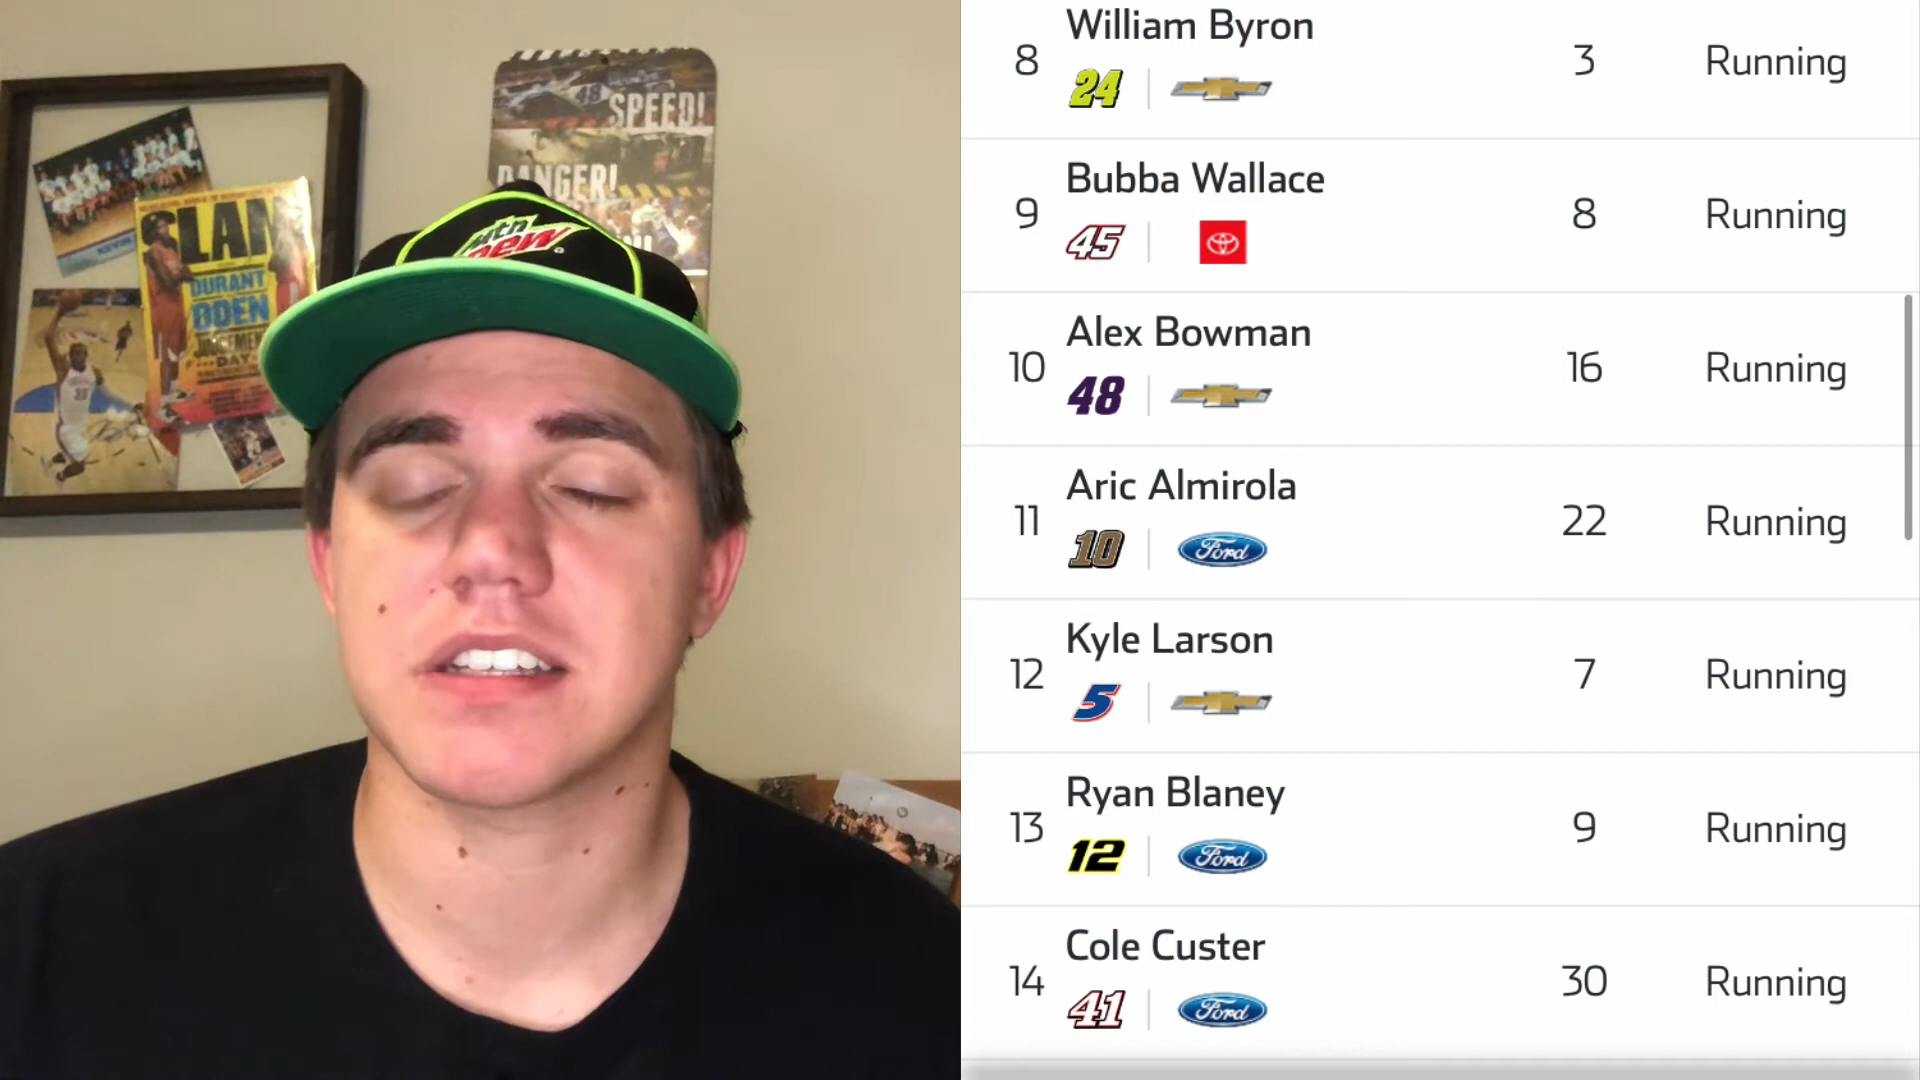 SPEED!
DANGER!
SLAM
DURANT
ODEN
JUDGEMENT
DAY
mtn
DEW
8
William Byron
24
3
Running
9
Bubba Wallace
45
8
Running
10
Alex Bowman
48
16
Running
11
Aric Almirola
10
Ford
22
Running
12
Kyle Larson
5
7
Running
13
Ryan Blaney
12
Ford
9
Running
14
Cole Custer
41
Ford
30
Running